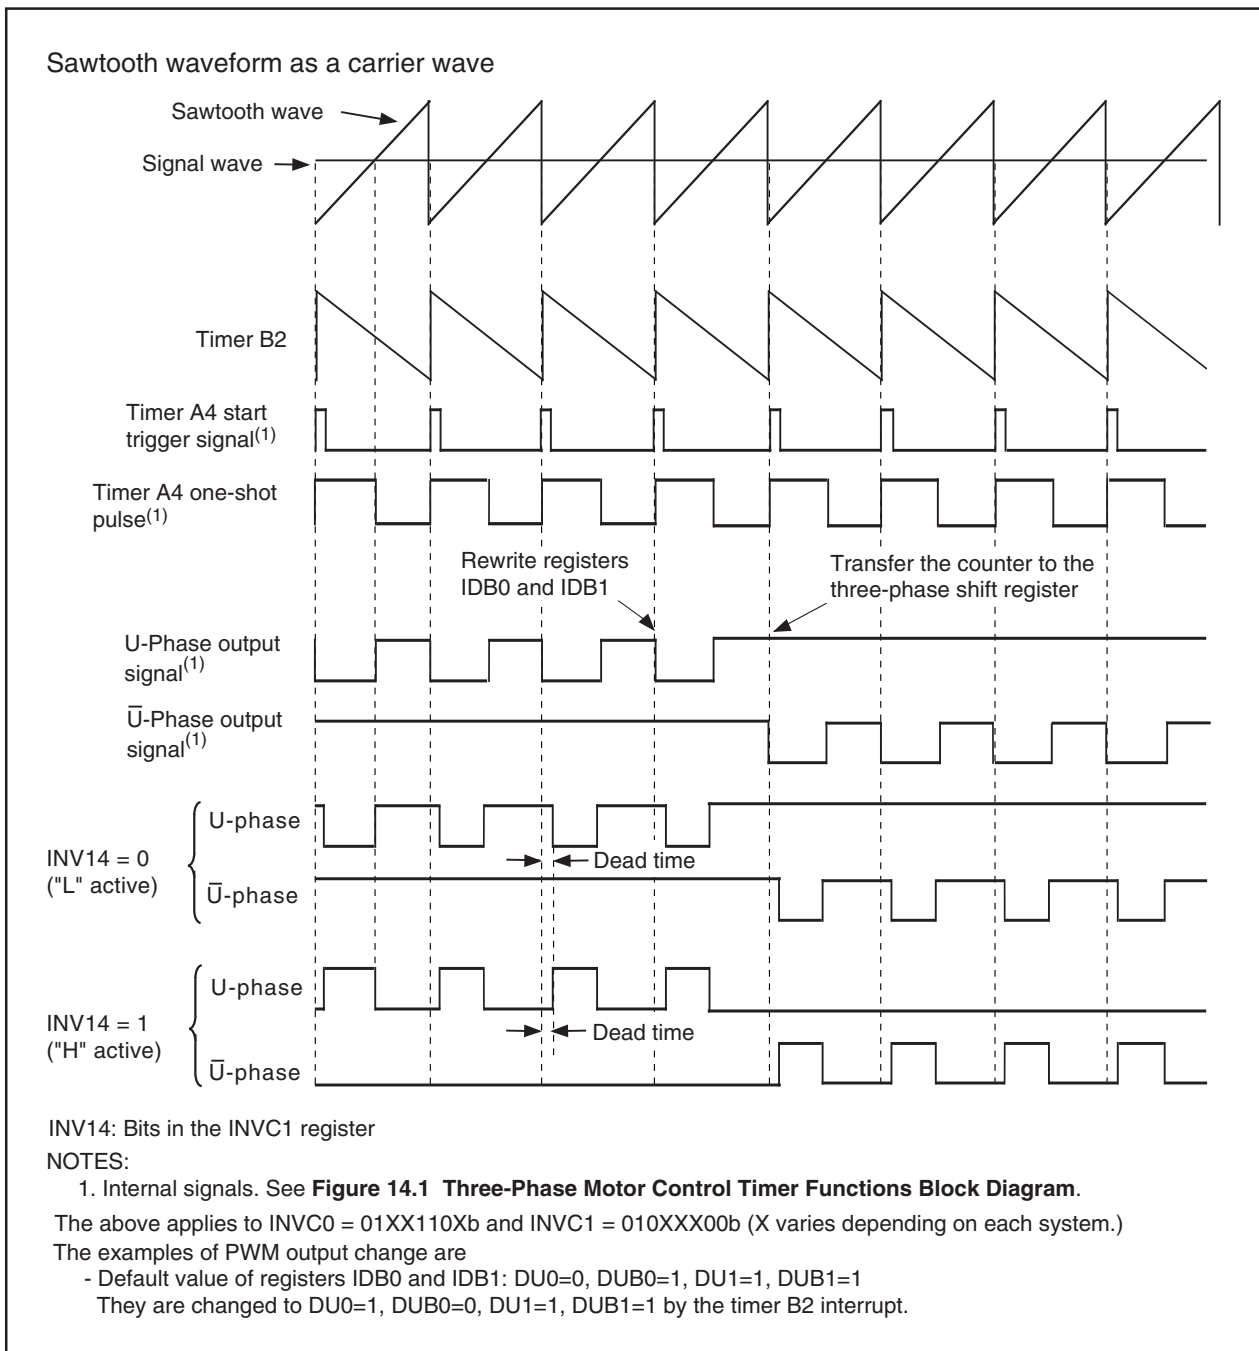 Sawtooth waveform as a carrier wave
Sawtooth wave
Signal wave
Timer B2
Timer A4 start
trigger signal(1)
Timer A4 one-shot
pulse(1)
Rewrite registers
IDB0 and IDB1
Transfer the counter to the
three-phase shift register
U-Phase output
signal(1)
U̅-Phase output
signal(1)
INV14 = 0
("L" active)
U-phase
Dead time
U̅-phase
INV14 = 1
("H" active)
U-phase
Dead time
U̅-phase
INV14: Bits in the INVC1 register
NOTES:
1. Internal signals. See Figure 14.1 Three-Phase Motor Control Timer Functions Block Diagram.
The above applies to INVC0 = 01XX110Xb and INVC1 = 010XXX00b (X varies depending on each system.)
The examples of PWM output change are
- Default value of registers IDB0 and IDB1: DU0=0, DUB0=1, DU1=1, DUB1=1
They are changed to DU0=1, DUB0=0, DU1=1, DUB1=1 by the timer B2 interrupt.